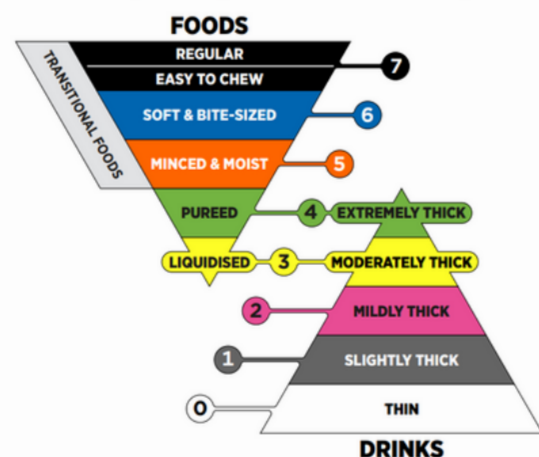 FOODS
REGULAR
EASY TO CHEW
7
TRANSITIONAL FOODS
SOFT & BITE-SIZED
6
MINCED & MOIST
5
PUREED
4
EXTREMELY THICK
LIQUIDISED
3
MODERATELY THICK
2
MILDLY THICK
1
SLIGHTLY THICK
0
THIN
DRINKS